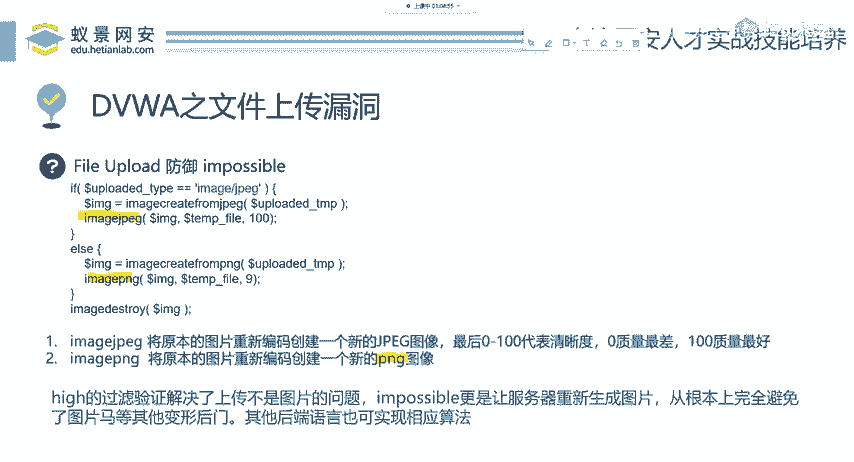 上课中 01:04:55
蚁景网安
edu.hetianlab.com
安人才实战技能培养
DVWA之文件上传漏洞
? File Upload 防御 impossible
if( $uploaded_type == 'image/jpeg' ) {
$img = imagecreatefromjpeg( $uploaded_tmp );
imagejpeg( $img, $temp_file, 100);
}
else {
$img = imagecreatefrompng( $uploaded_tmp );
imagepng( $img, $temp_file, 9);
}
imagedestroy( $img );
1. imagejpeg 将原本的图片重新编码创建一个新的JPEG图像，最后0-100代表清晰度，0质量最差，100质量最好
2. imagepng 将原本的图片重新编码创建一个新的png图像
high的过滤验证解决了上传不是图片的问题，impossible更是让服务器重新生成图片，从根本上完全避免
了图片马等其他变形后门。其他后端语言也可实现相应算法